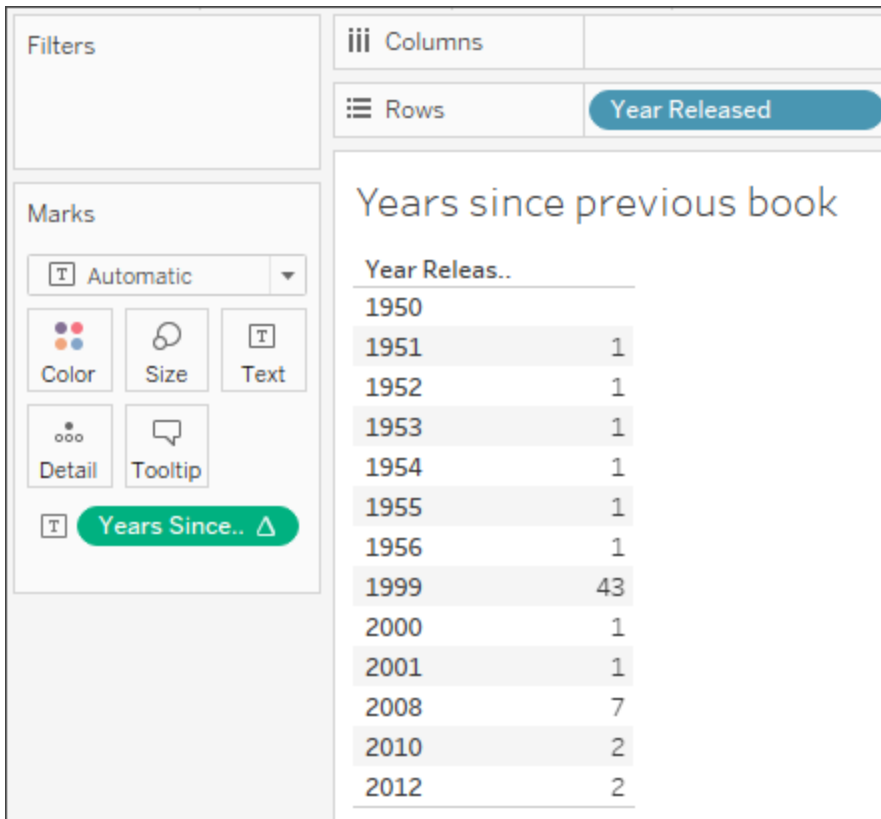 Filters
Columns
Rows
Year Released
Marks
T Automatic
Color
Size
T
Text
Detail
Tooltip
T Years Since.. Δ
Years since previous book
Year Releas..
1950
1951 1
1952 1
1953 1
1954 1
1955 1
1956 1
1999 43
2000 1
2001 1
2008 7
2010 2
2012 2